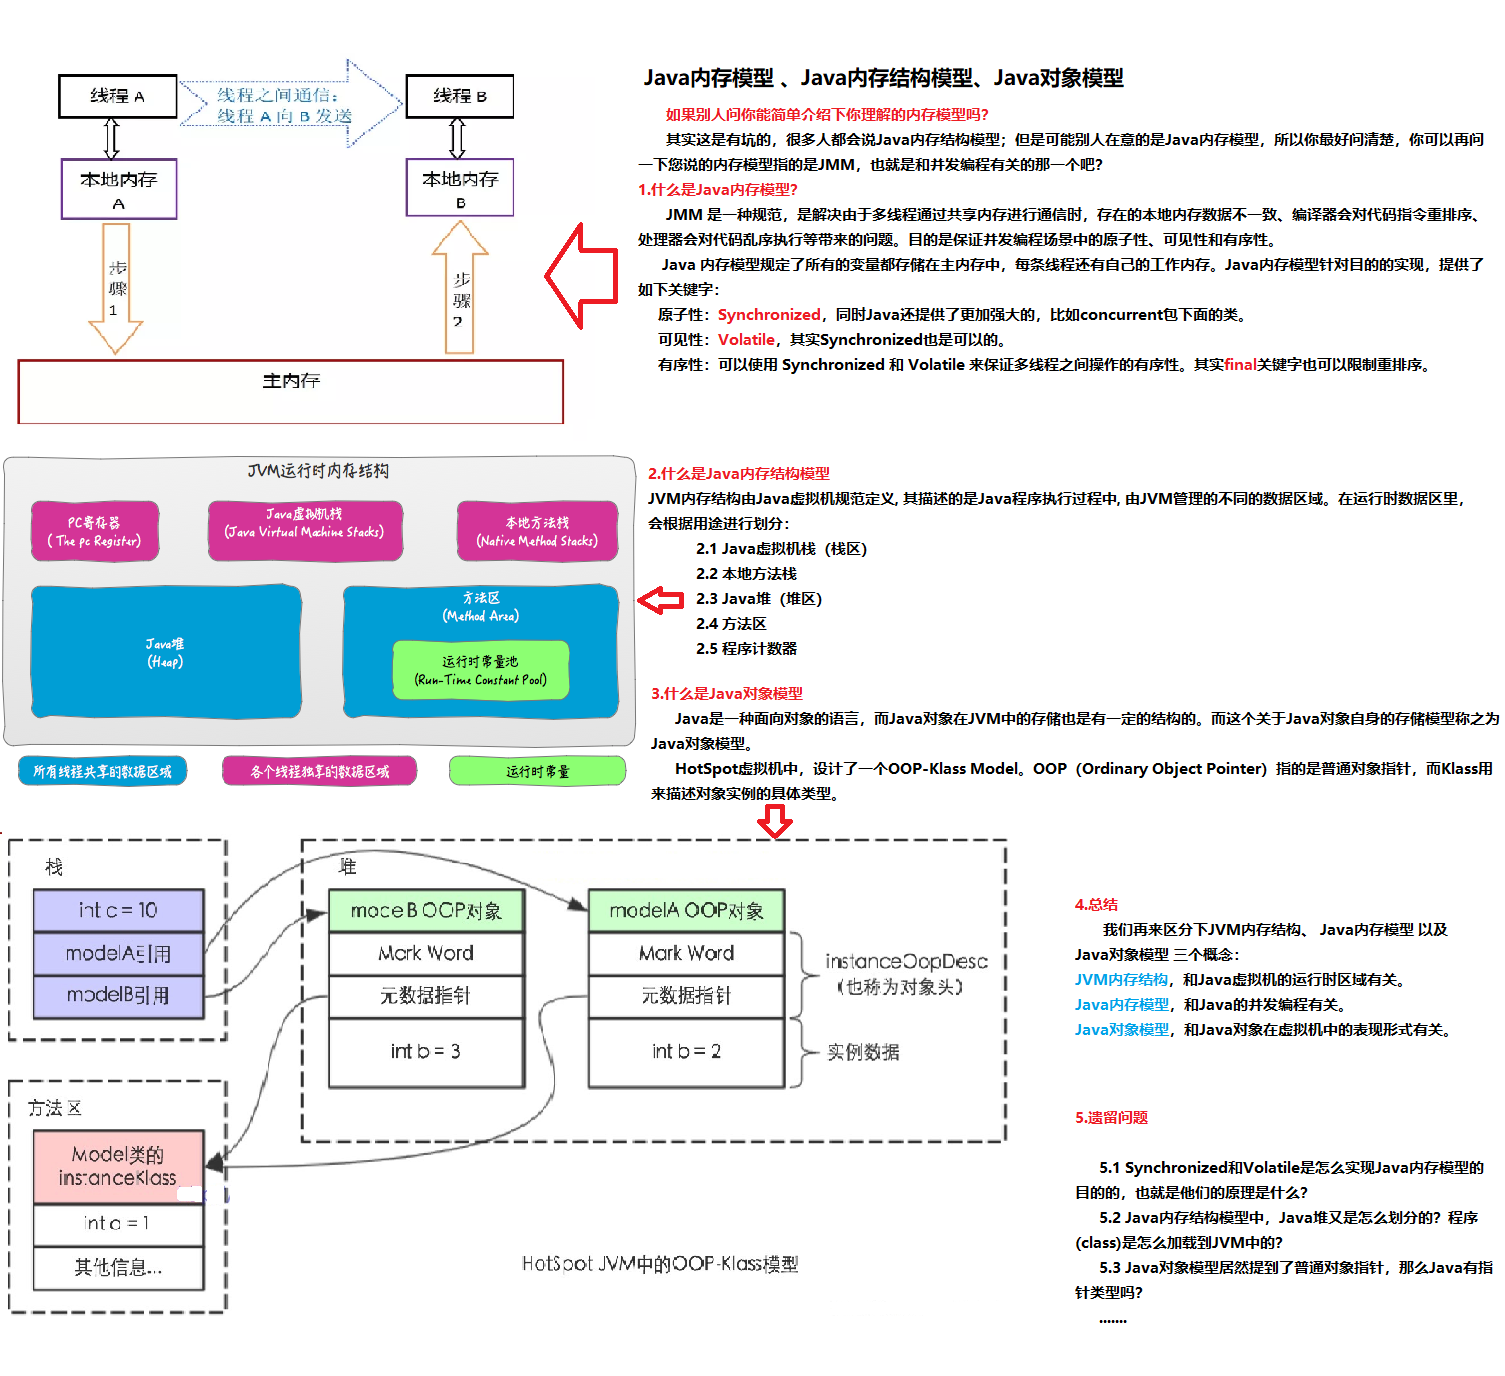 Java内存模型 、Java内存结构模型、Java对象模型
如果别人问你能简单介绍下你理解的内存模型吗?
其实这是有坑的，很多人都会说Java内存结构模型；但是可能别人在意的是Java内存模型，所以你最好问清楚，你可以再问
一下您说的内存模型指的是JMM，也就是和并发编程有关的那一个吧?
1.什么是Java内存模型?
JMM 是一种规范，是解决由于多线程通过共享内存进行通信时，存在的本地内存数据不一致、编译器会对代码指令重排序、
处理器会对代码乱序执行等带来的问题。目的是保证并发编程场景中的原子性、可见性和有序性。
Java 内存模型规定了所有的变量都存储在主内存中，每条线程还有自己的工作内存。Java内存模型针对目的的实现，提供了
如下关键字：
原子性：Synchronized，同时Java还提供了更加强大的，比如concurrent包下面的类。
可见性：Volatile，其实Synchronized也是可以的。
有序性：可以使用 Synchronized 和 Volatile 来保证多线程之间操作的有序性。其实final关键字也可以限制重排序。
线程 A
线程之间通信：
线程 A 向 B 发送
线程 B
本地内存
A
本地内存
B
步
骤
1
步
骤
2
主内存
JVM运行时内存结构
PC寄存器
( The pc Register)
Java虚拟机栈
(Java Virtual Machine Stacks)
本地方法栈
(Native Method Stacks)
Java堆
(Heap)
方法区
(Method Area)
运行时常量池
(Run-Time Constant Pool)
所有线程共享的数据区域
各个线程独享的数据区域
运行时常量
2.什么是Java内存结构模型
JVM内存结构由Java虚拟机规范定义, 其描述的是Java程序执行过程中, 由JVM管理的不同的数据区域。在运行时数据区里，
会根据用途进行划分：
2.1 Java虚拟机栈（栈区）
2.2 本地方法栈
2.3 Java堆（堆区）
2.4 方法区
2.5 程序计数器
3.什么是Java对象模型
Java是一种面向对象的语言，而Java对象在JVM中的存储也是有一定的结构的。而这个关于Java对象自身的存储模型称之为
Java对象模型。
HotSpot虚拟机中，设计了一个OOP-Klass Model。OOP（Ordinary Object Pointer）指的是普通对象指针，而Klass用
来描述对象实例的具体类型。
栈
int c = 10
modelA引用
modelB引用
堆
modelB OOP对象
Mark Word
元数据指针
int b = 3
modelA OOP对象
Mark Word
元数据指针
int b = 2
instanceOopDesc
（也称为对象头）
实例数据
方法区
Model类的
instanceKlass
int a = 1
其他信息...
HotSpot JVM中的OOP-Klass模型
4.总结
我们再来区分下JVM内存结构、 Java内存模型 以及
Java对象模型 三个概念：
JVM内存结构，和Java虚拟机的运行时区域有关。
Java内存模型，和Java的并发编程有关。
Java对象模型，和Java对象在虚拟机中的表现形式有关。
5.遗留问题
5.1 Synchronized和Volatile是怎么实现Java内存模型的
目的的，也就是他们的原理是什么?
5.2 Java内存结构模型中，Java堆又是怎么划分的？程序
(class)是怎么加载到JVM中的?
5.3 Java对象模型居然提到了普通对象指针，那么Java有指
针类型吗?
.......